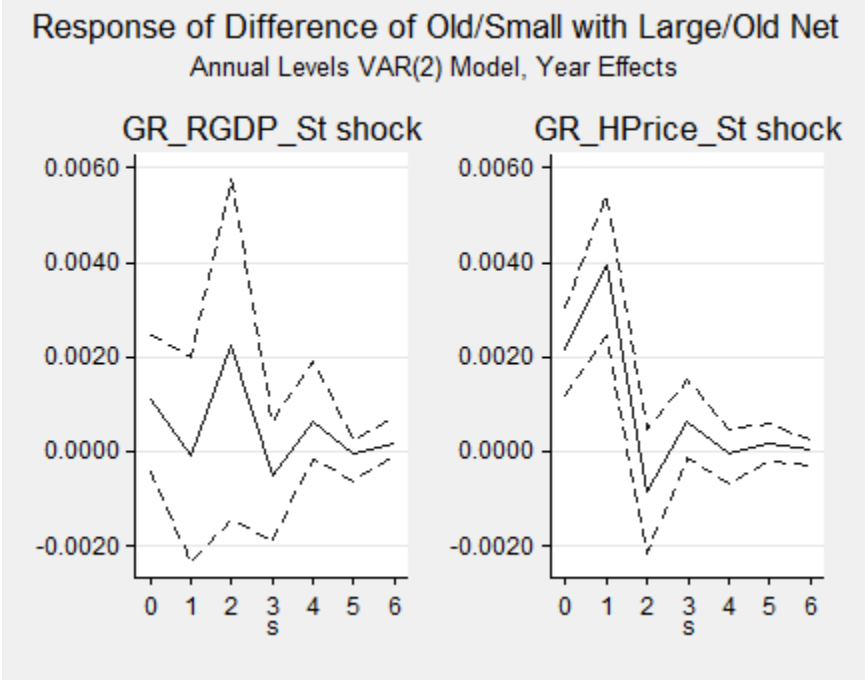 Response of Difference of Old/Small with Large/Old Net
Annual Levels VAR(2) Model, Year Effects
GR_RGDP_St shock
0.0060
0.0040
0.0020
0.0000
-0.0020
0 1 2 3 4 5 6
s
GR_HPrice_St shock
0.0060
0.0040
0.0020
0.0000
-0.0020
0 1 2 3 4 5 6
s